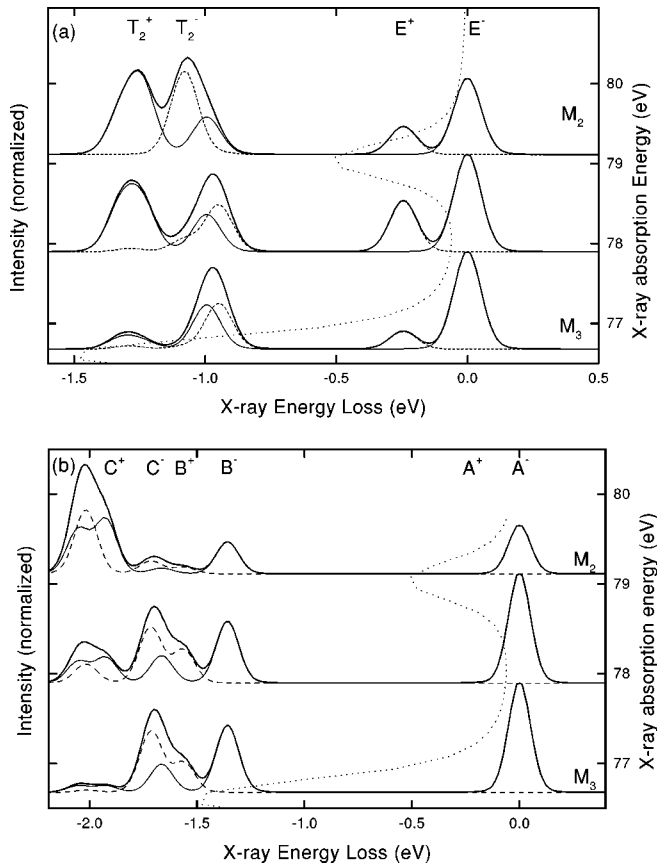 (a) T₂⁺ T₂⁻ E⁺ E⁻
80
M₂
79
78
77
M₃
Intensity (normalized)
X-ray absorption Energy (eV)
-1.5 -1.0 -0.5 0.0 0.5
X-ray Energy Loss (eV)
(b) C⁺ C⁻ B⁺ B⁻ A⁺ A⁻
80
M₂
79
78
77
M₃
Intensity (normalized)
X-ray absorption energy (eV)
-2.0 -1.5 -1.0 -0.5 0.0
X-ray Energy Loss (eV)